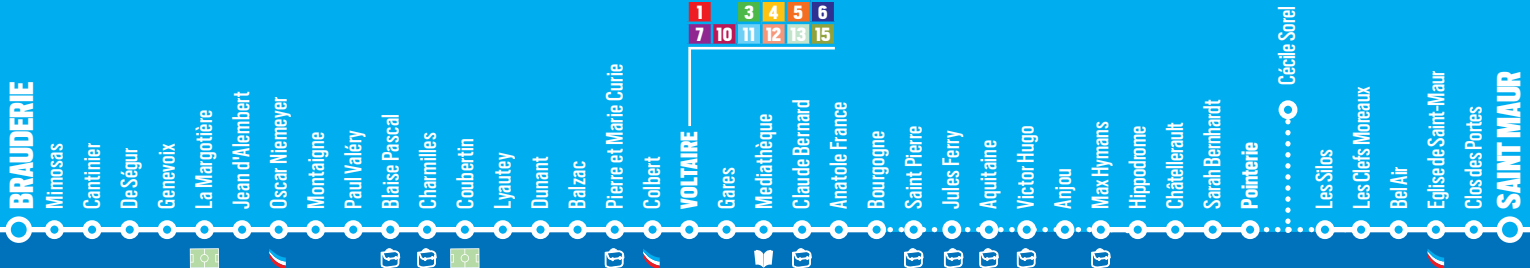 1 3 4 5 6
7 10 11 12 13 15
BRAUDERIE
Mimosas
Cantinier
De Ségur
Genevoix
La Margotière
Jean d'Alembert
Oscar Niemeyer
Montaigne
Paul Valéry
Blaise Pascal
Charmilles
Coubertin
Lyautey
Dunant
Balzac
Pierre et Marie Curie
Colbert
VOLTAIRE
Gares
Mediathèque
Claude Bernard
Anatole France
Bourgogne
Saint Pierre
Jules Ferry
Aquitaine
Victor Hugo
Anjou
Max Hymans
Hippodrome
Châtellerault
Sarah Bernhardt
Pointerie
Cécile Sorel
Les Silos
Les Clefs Moreaux
Bel Air
Eglise de Saint-Maur
Clos des Portes
SAINT MAUR